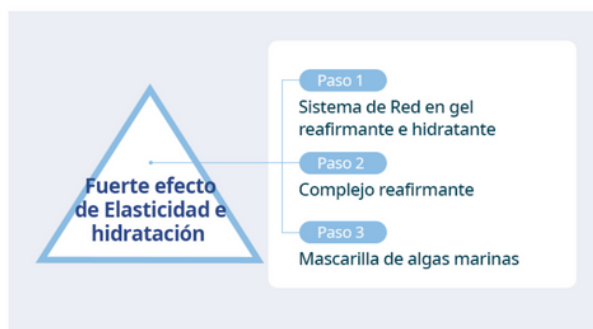 Fuerte efecto
de Elasticidad e
hidratación
Paso 1
Sistema de Red en gel
reafirmante e hidratante
Paso 2
Complejo reafirmante
Paso 3
Mascarilla de algas marinas